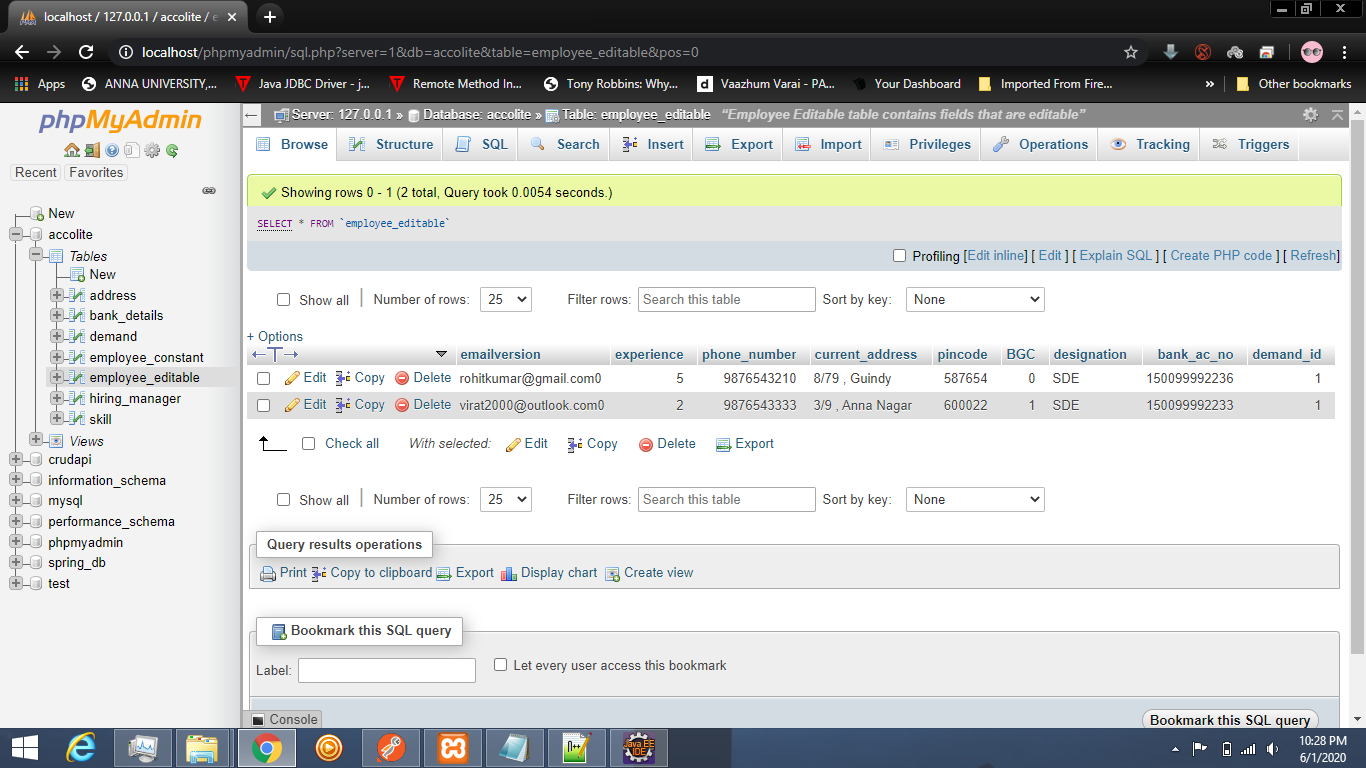 localhost / 127.0.0.1 / accolite / e
localhost/phpmyadmin/sql.php?server=1&db=accolite&table=employee_editable&pos=0
Apps ANNA UNIVERSITY,... Java JDBC Driver - j... Remote Method In... Tony Robbins: Why... d Vaazhum Varai - PA... Your Dashboard Imported From Fire... » Other bookmarks
phpMyAdmin
Recent Favorites
New
accolite
Tables
New
address
bank_details
demand
employee_constant
employee_editable
hiring_manager
skill
Views
crudapi
information_schema
mysql
performance_schema
phpmyadmin
spring_db
test
Server: 127.0.0.1 » Database: accolite » Table: employee_editable "Employee Editable table contains fields that are editable"
Browse Structure SQL Search Insert Export Import Privileges Operations Tracking Triggers
Showing rows 0 - 1 (2 total, Query took 0.0054 seconds.)
SELECT * FROM `employee_editable`
Profiling [Edit inline] [ Edit ] [ Explain SQL ] [ Create PHP code ] [ Refresh]
Show all | Number of rows: 25 Filter rows: Search this table Sort by key: None
+ Options
←T→ emailversion experience phone_number current_address pincode BGC designation bank_ac_no demand_id
Edit Copy Delete rohitkumar@gmail.com0 5 9876543210 8/79 , Guindy 587654 0 SDE 150099992236 1
Edit Copy Delete virat2000@outlook.com0 2 9876543333 3/9 , Anna Nagar 600022 1 SDE 150099992233 1
Check all With selected: Edit Copy Delete Export
Show all | Number of rows: 25 Filter rows: Search this table Sort by key: None
Query results operations
Print Copy to clipboard Export Display chart Create view
Bookmark this SQL query
Label: Let every user access this bookmark
Console Bookmark this SQL query
Java EE
IDE
10:28 PM
6/1/2020